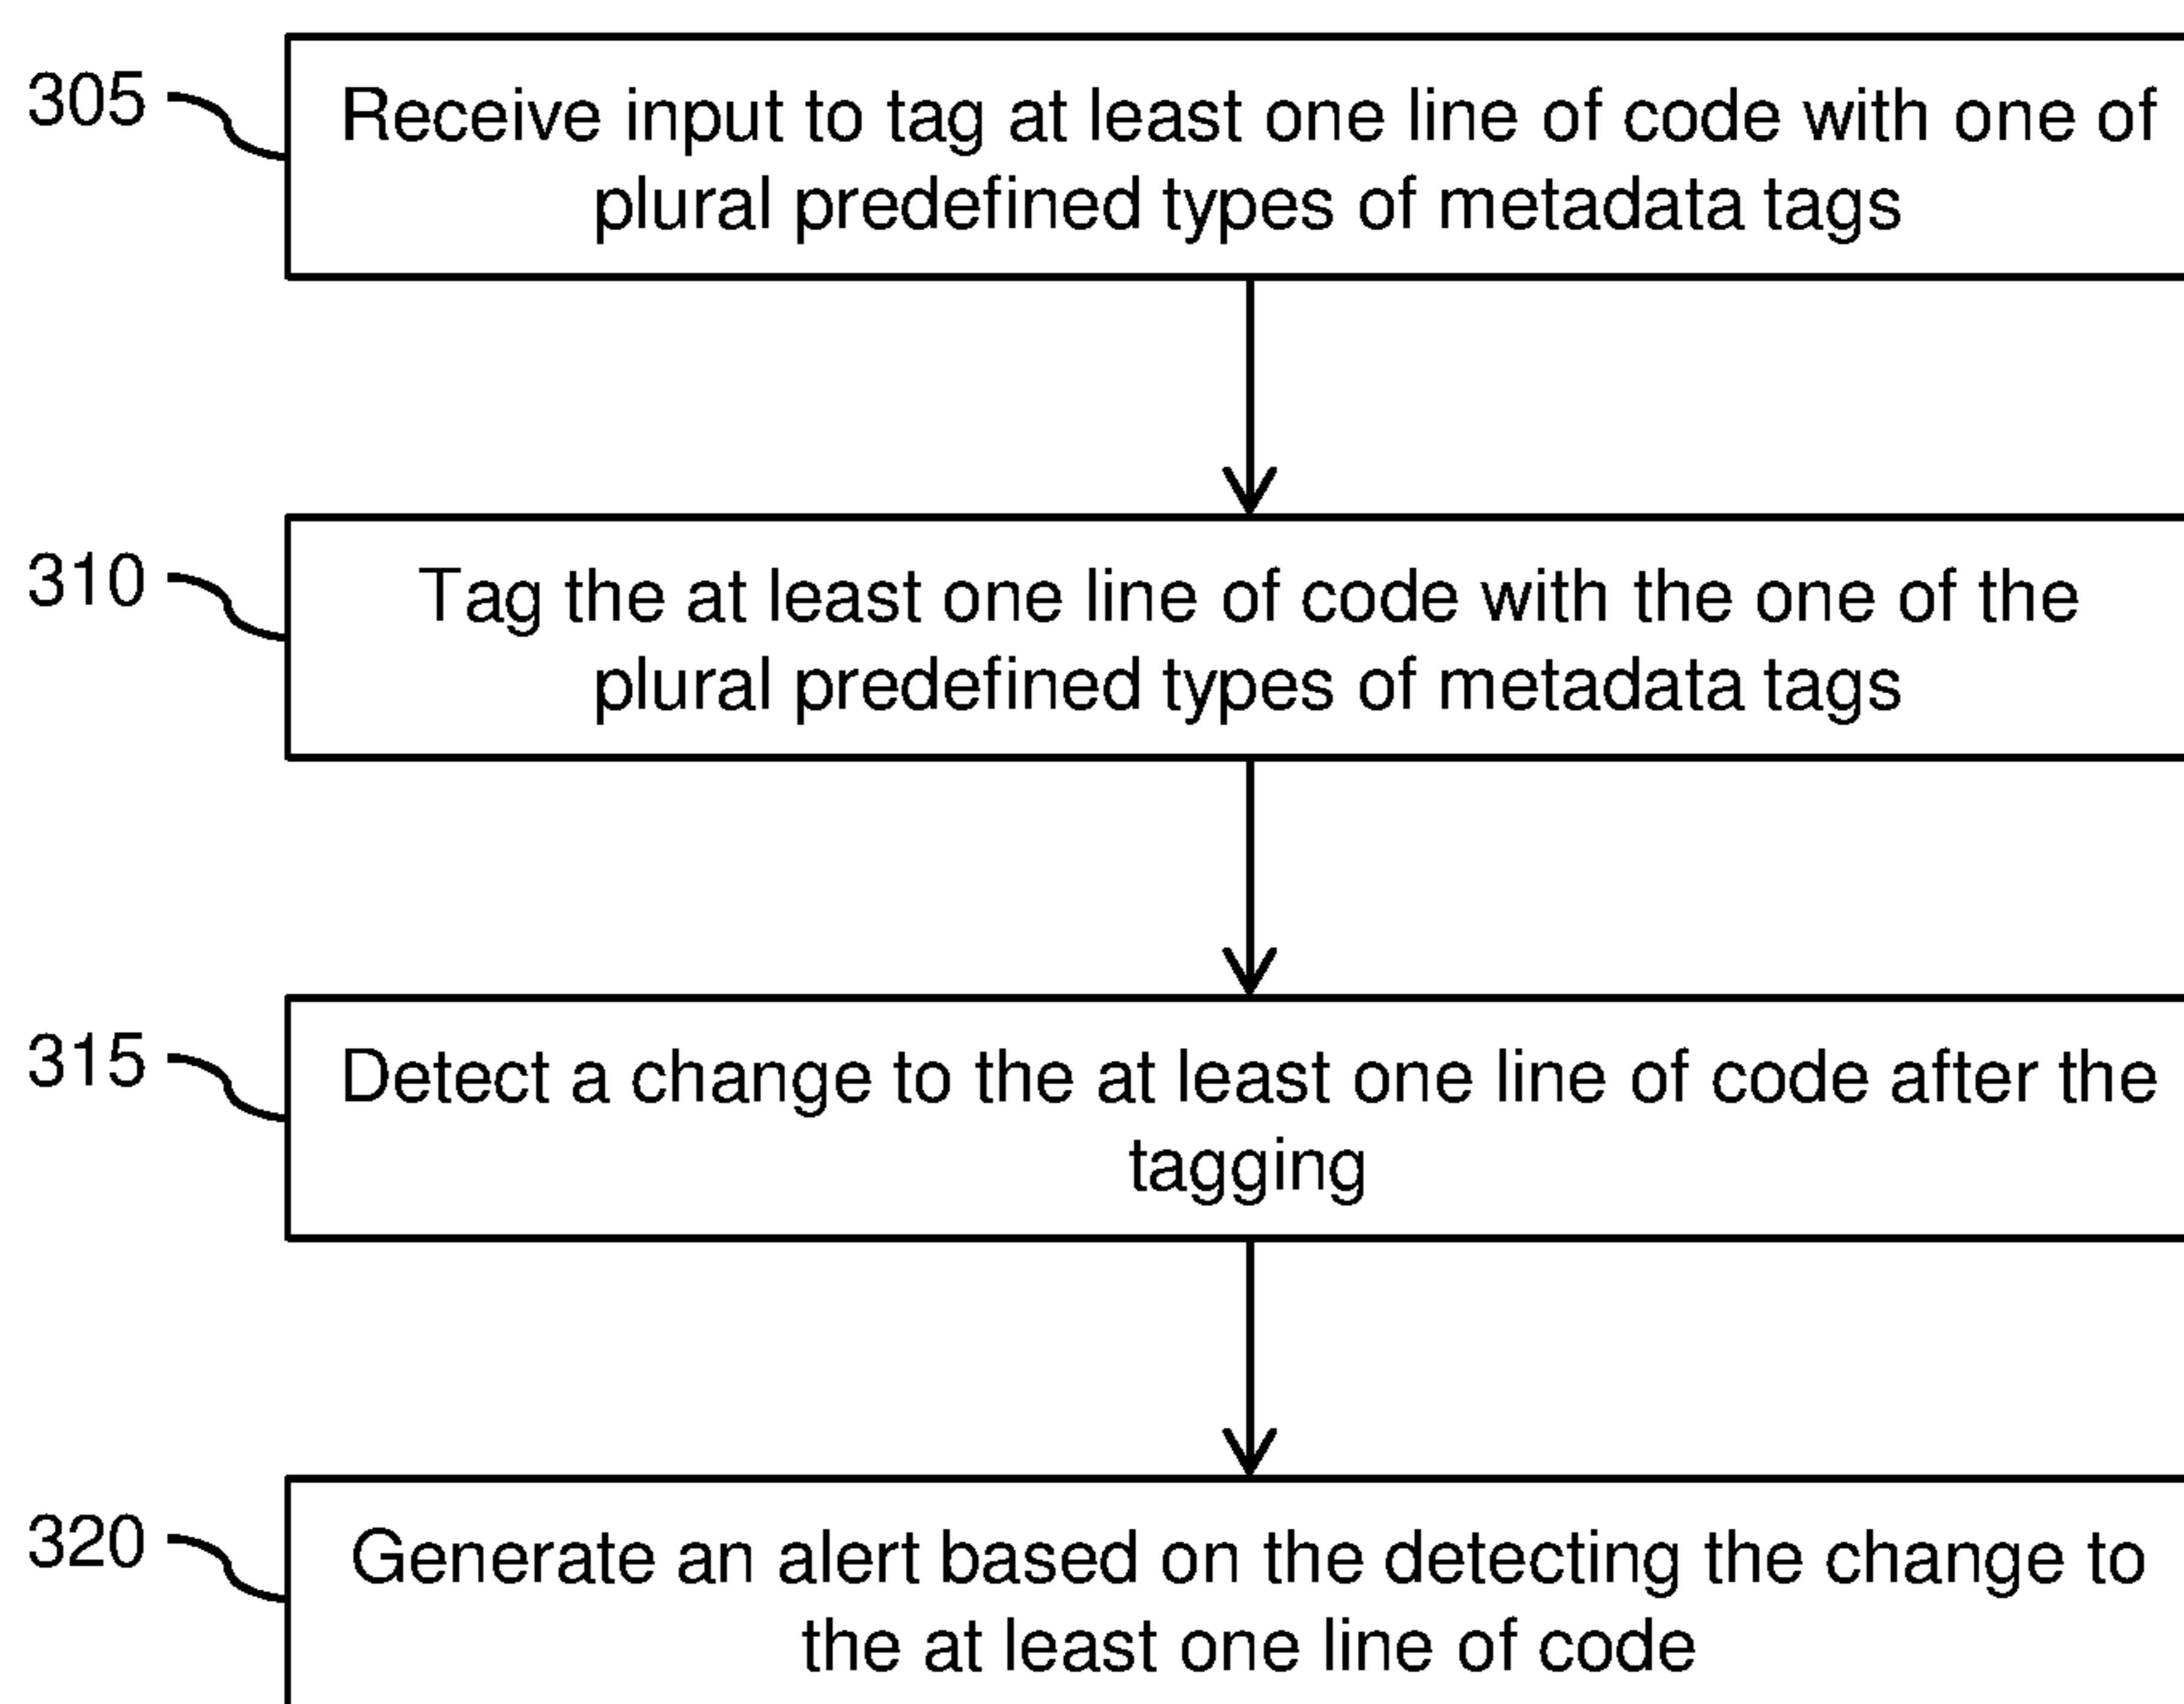 305
Receive input to tag at least one line of code with one of
plural predefined types of metadata tags
310
Tag the at least one line of code with the one of the
plural predefined types of metadata tags
315
Detect a change to the at least one line of code after the
tagging
320
Generate an alert based on the detecting the change to
the at least one line of code